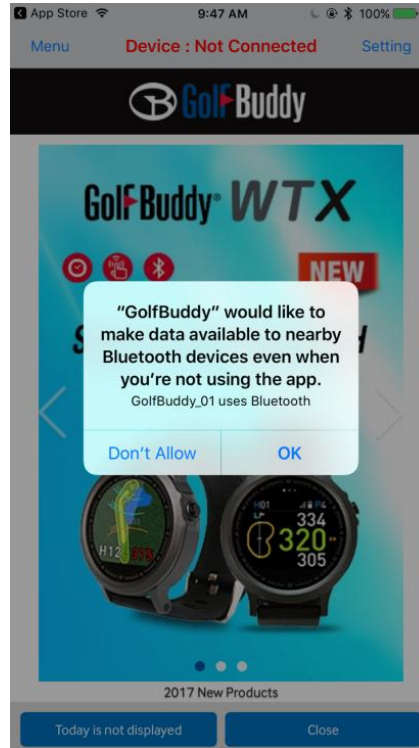 App Store 9:47 AM 100%
Menu Device : Not Connected Setting
GolfBuddy
GolfBuddy® WTX
NEW
S H
"GolfBuddy" would like to
make data available to nearby
Bluetooth devices even when
you're not using the app.
GolfBuddy_01 uses Bluetooth
Don't Allow OK
H12 375
H01 P4
334
320
305
2017 New Products
Today is not displayed Close